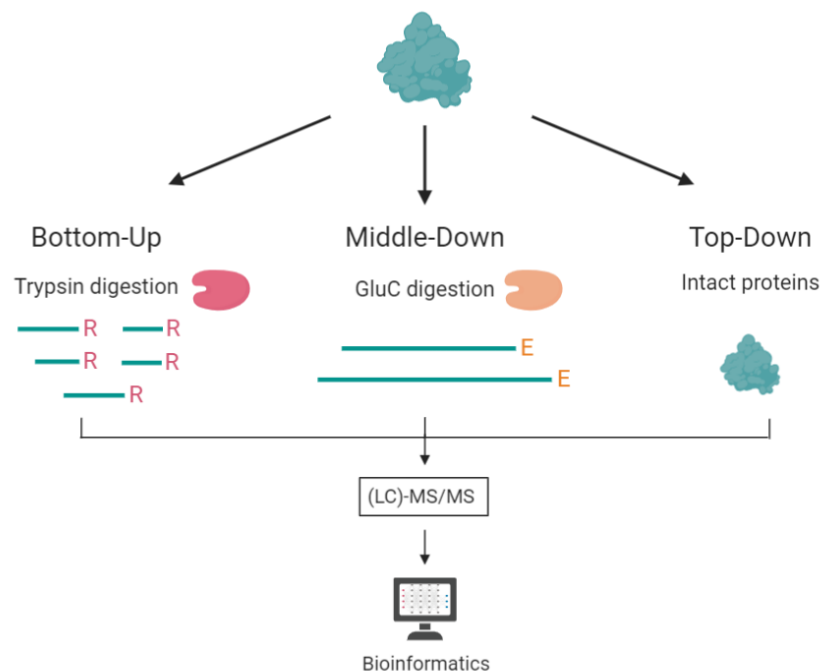 Bottom-Up
Middle-Down
Top-Down
Trypsin digestion
GluC digestion
Intact proteins
R
R
R
R
R
E
E
(LC)-MS/MS
Bioinformatics